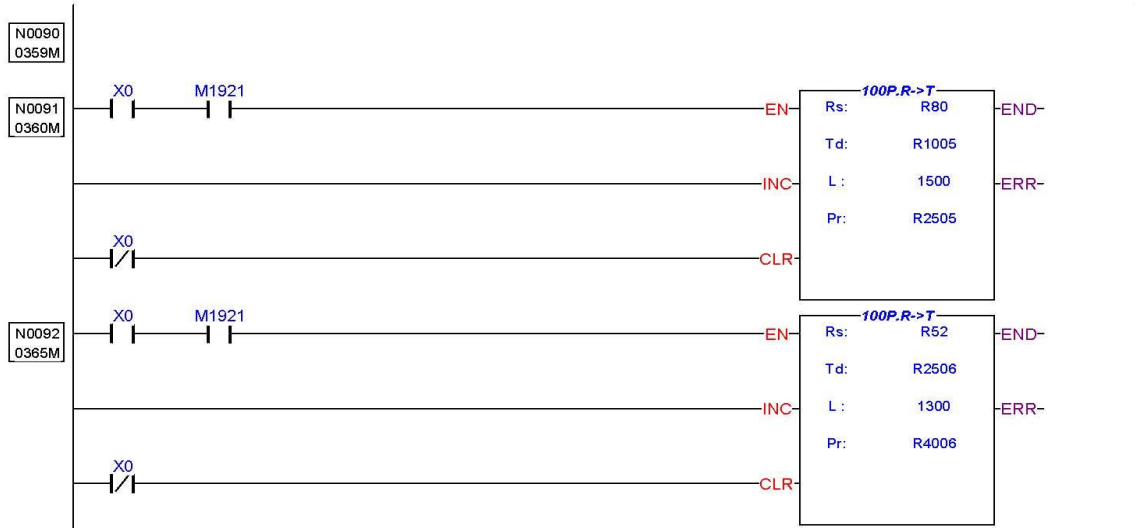 N0090
0359M
N0091
0360M
X0 M1921
EN
INC
X0
CLR
100P.R->T
Rs: R80
Td: R1005
L : 1500
Pr: R2505
END
ERR
N0092
0365M
X0 M1921
EN
INC
X0
CLR
100P.R->T
Rs: R52
Td: R2506
L : 1300
Pr: R4006
END
ERR